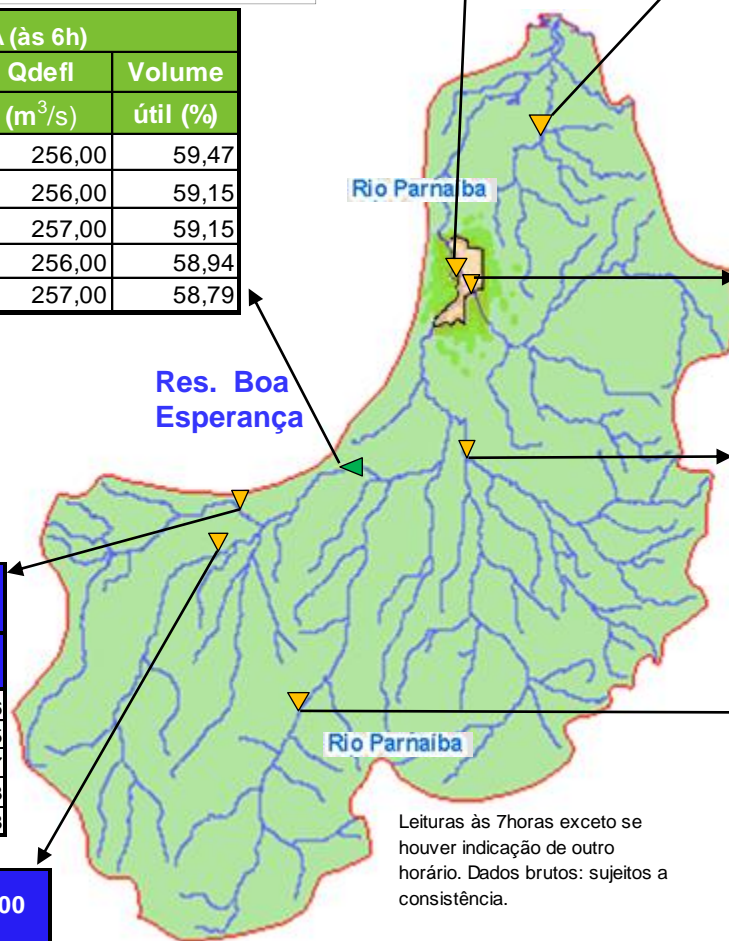 A (às 6h)
Qdefl Volume
(m³/s) útil (%)
256,00 59,47
256,00 59,15
257,00 59,15
256,00 58,94
257,00 58,79
Rio Parnaíba
Res. Boa
Esperança
Rio Parnaíba
Leituras às 7horas exceto se
houver indicação de outro
horário. Dados brutos: sujeitos a
consistência.
00